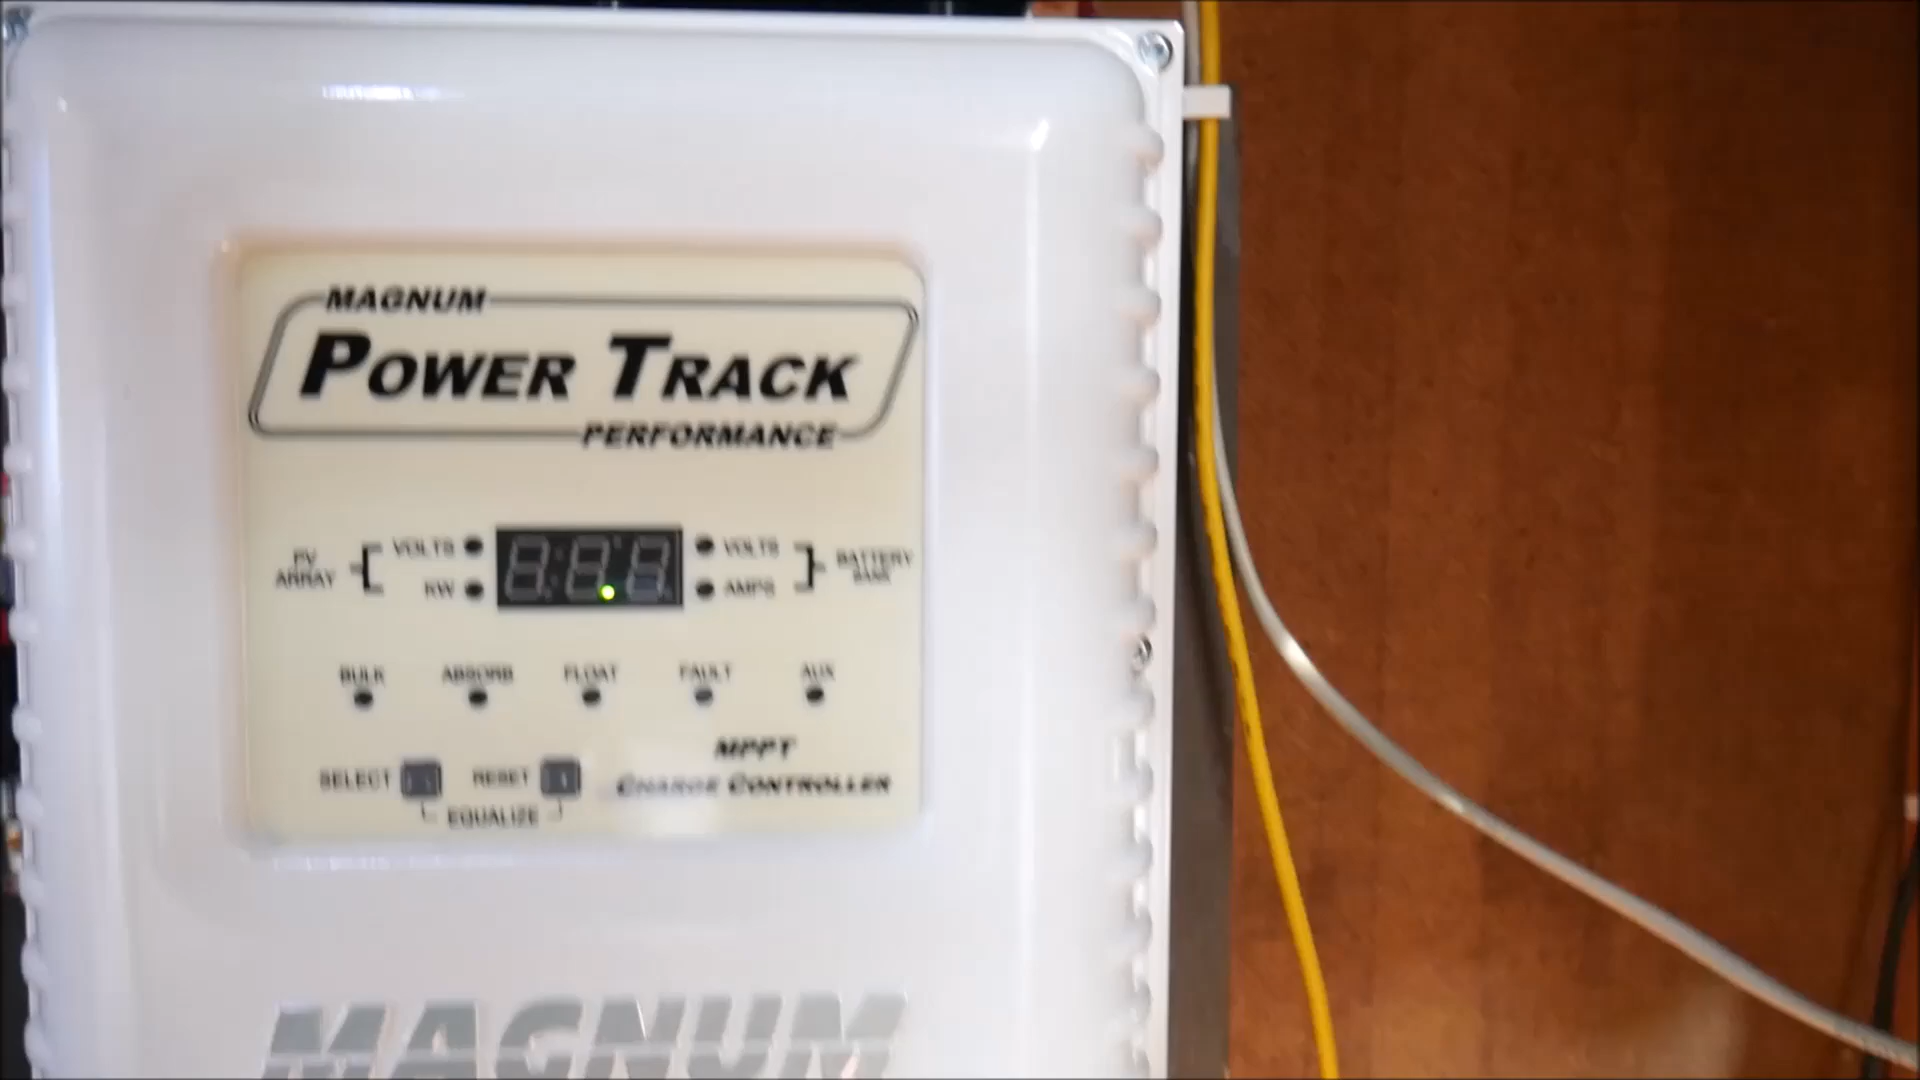 MAGNUM
POWER TRACK
PERFORMANCE
PV ARRAY
VOLTS
KW
VOLTS
AMPS
BATTERY BANK
BULK ABSORB FLOAT FAULT AUX
SELECT RESET
EQUALIZE
MPPT
CHARGE CONTROLLER
MAGNUM